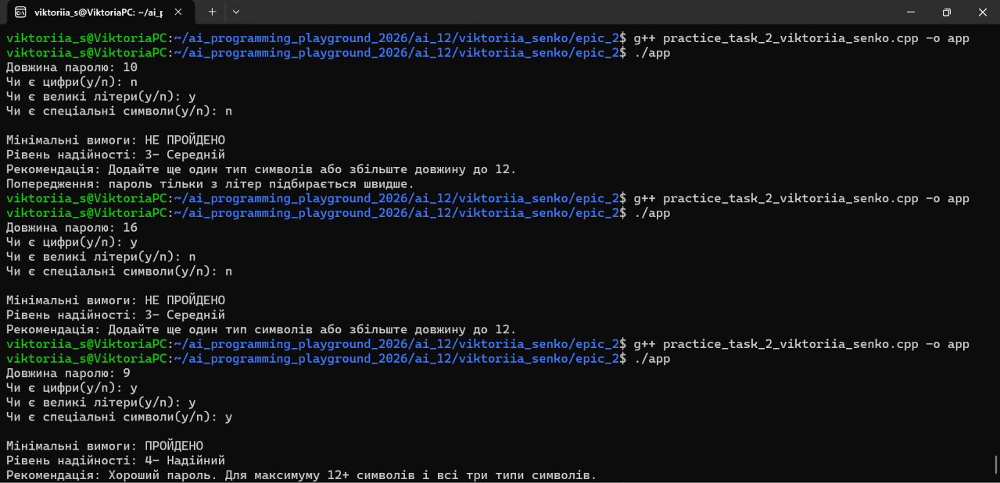 viktoriia_s@ViktoriaPC: ~/ai_p
viktoriia_s@ViktoriaPC:~/ai_programming_playground_2026/ai_12/viktoriia_senko/epic_2$ g++ practice_task_2_viktoriia_senko.cpp -o app
viktoriia_s@ViktoriaPC:~/ai_programming_playground_2026/ai_12/viktoriia_senko/epic_2$ ./app
Довжина паролю: 10
Чи є цифри(y/n): n
Чи є великі літери(y/n): y
Чи є спеціальні символи(y/n): n
Мінімальні вимоги: НЕ ПРОЙДЕНО
Рівень надійності: 3- Середній
Рекомендація: Додайте ще один тип символів або збільште довжину до 12.
Попередження: пароль тільки з літер підбирається швидше.
viktoriia_s@ViktoriaPC:~/ai_programming_playground_2026/ai_12/viktoriia_senko/epic_2$ g++ practice_task_2_viktoriia_senko.cpp -o app
viktoriia_s@ViktoriaPC:~/ai_programming_playground_2026/ai_12/viktoriia_senko/epic_2$ ./app
Довжина паролю: 16
Чи є цифри(y/n): y
Чи є великі літери(y/n): n
Чи є спеціальні символи(y/n): n
Мінімальні вимоги: НЕ ПРОЙДЕНО
Рівень надійності: 3- Середній
Рекомендація: Додайте ще один тип символів або збільште довжину до 12.
viktoriia_s@ViktoriaPC:~/ai_programming_playground_2026/ai_12/viktoriia_senko/epic_2$ g++ practice_task_2_viktoriia_senko.cpp -o app
viktoriia_s@ViktoriaPC:~/ai_programming_playground_2026/ai_12/viktoriia_senko/epic_2$ ./app
Довжина паролю: 9
Чи є цифри(y/n): y
Чи є великі літери(y/n): y
Чи є спеціальні символи(y/n): y
Мінімальні вимоги: ПРОЙДЕНО
Рівень надійності: 4- Надійний
Рекомендація: Хороший пароль. Для максимуму 12+ символів і всі три типи символів.